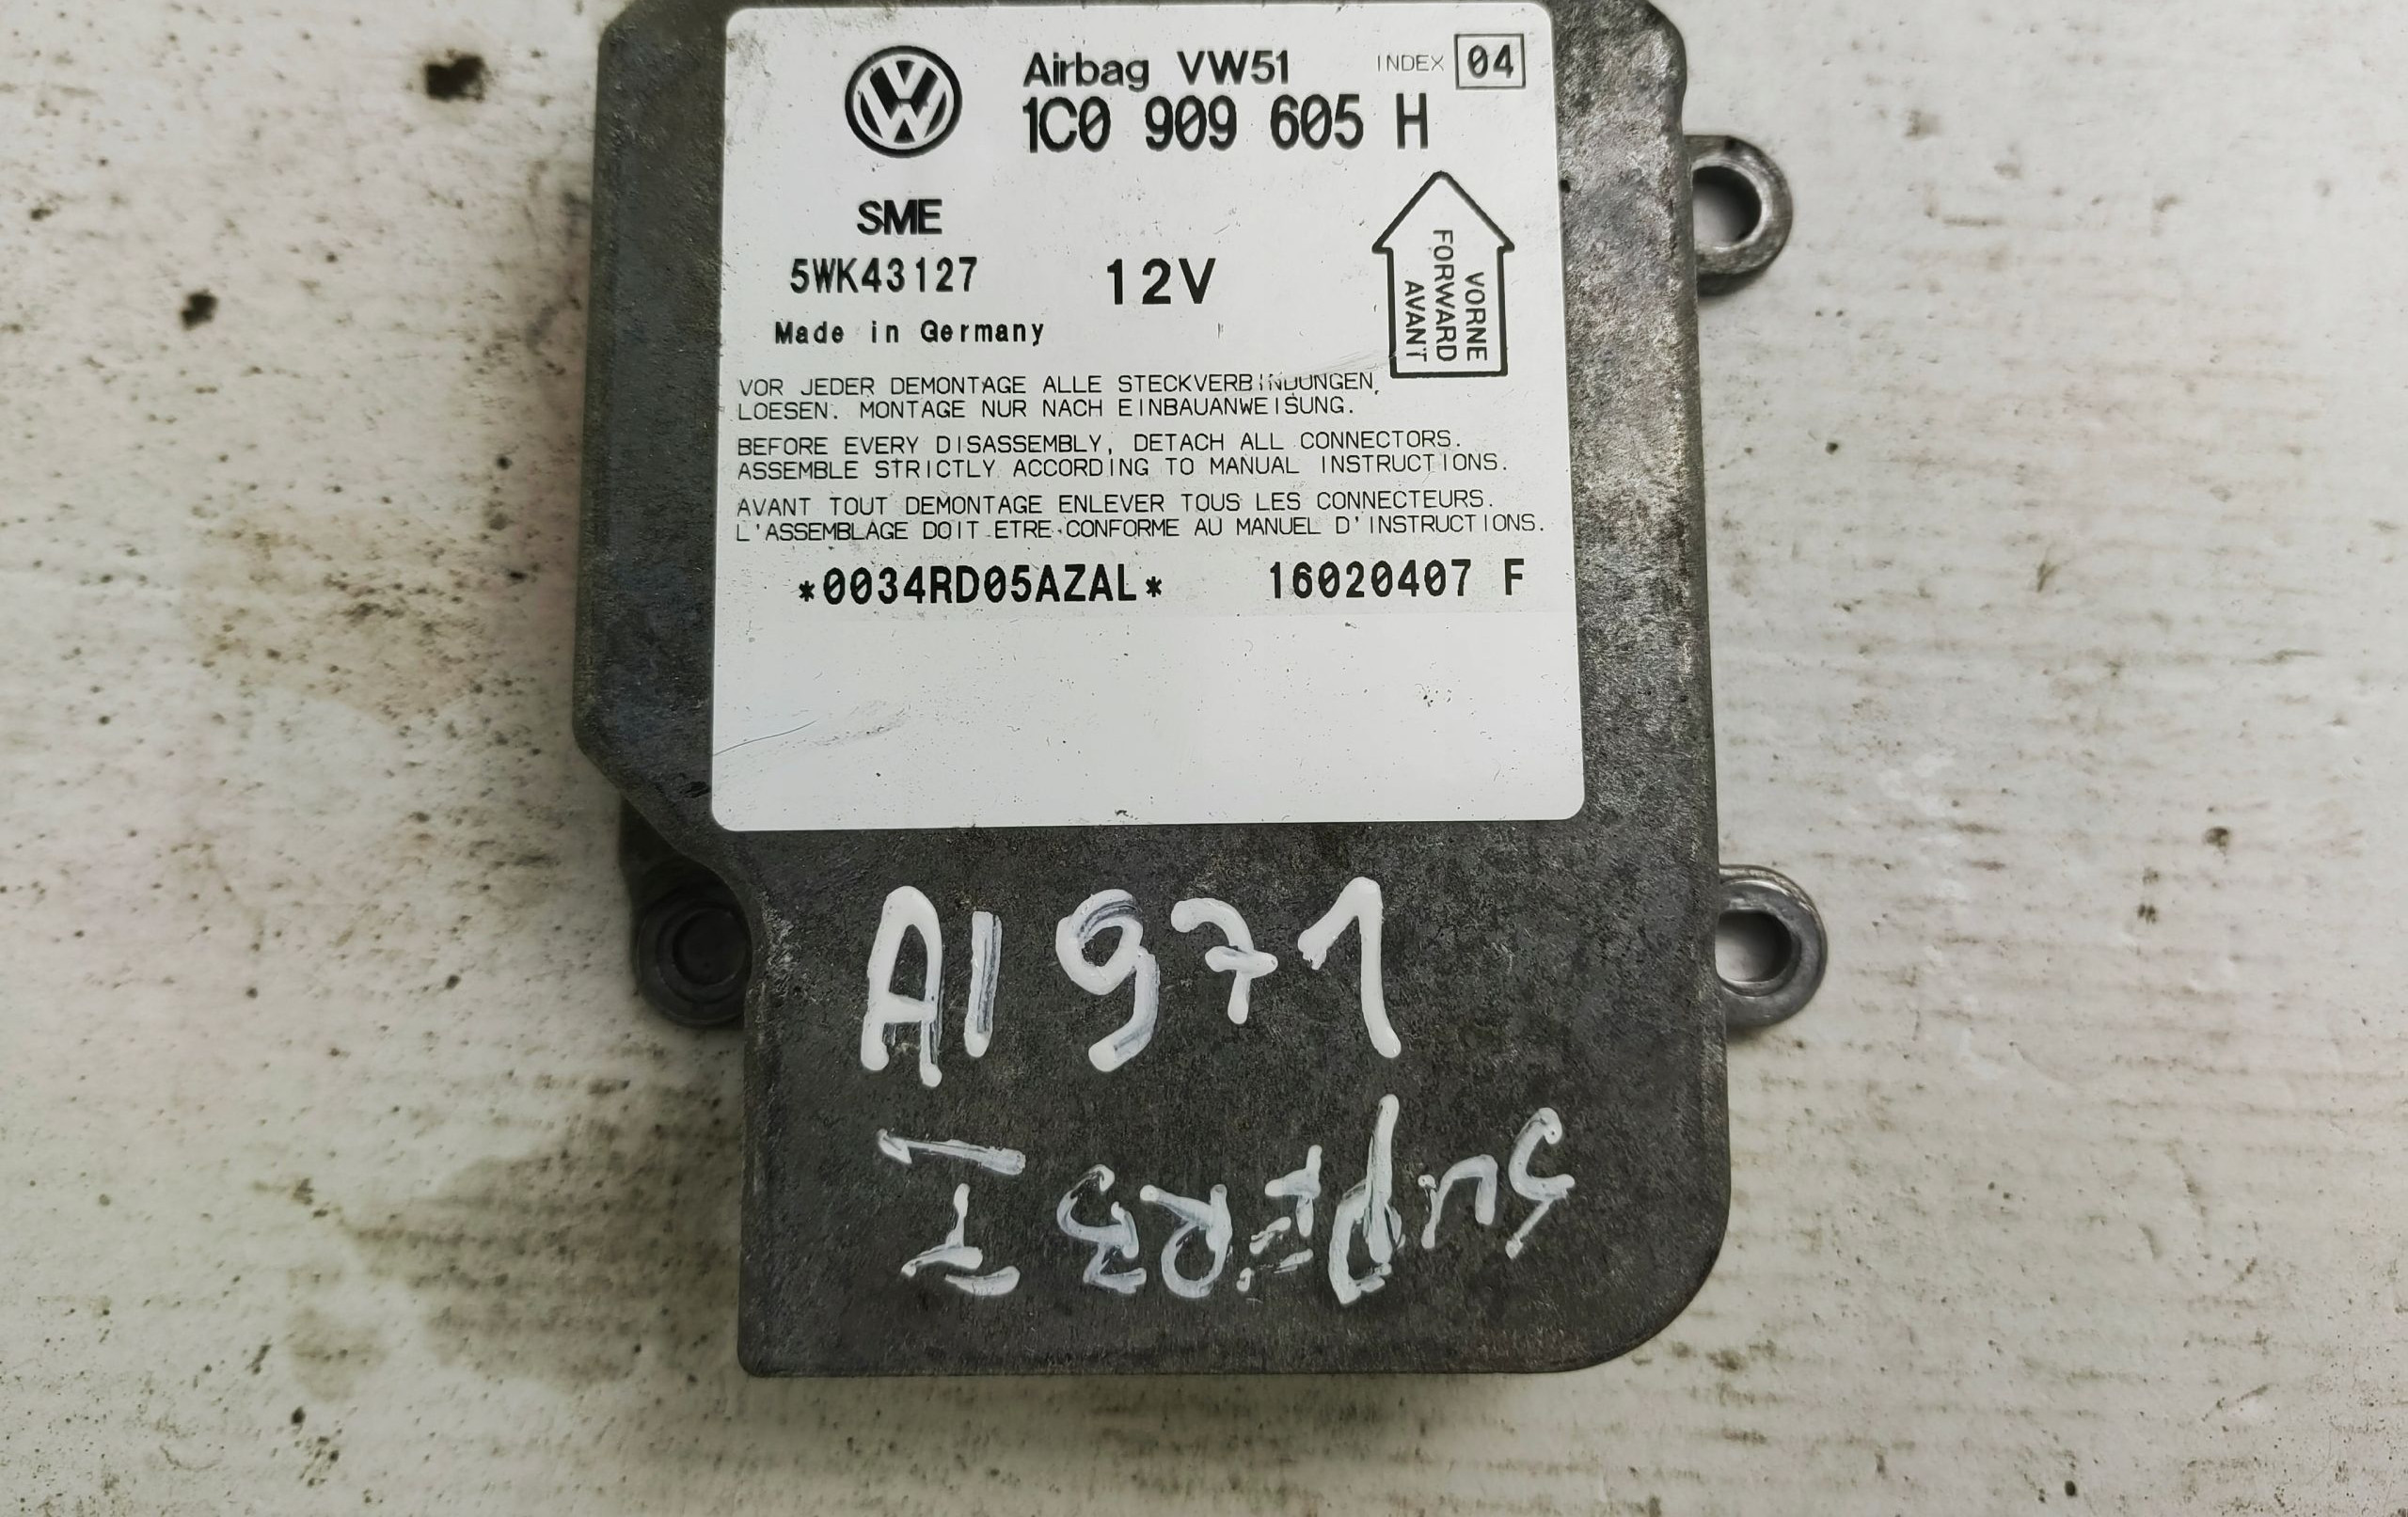 Airbag VW51 INDEX 04
1C0 909 605 H
SME
5WK43127 12V
Made in Germany
VORNE
FORWARD
AVANT
VOR JEDER DEMONTAGE ALLE STECKVERBINDUNGEN,
LOESEN. MONTAGE NUR NACH EINBAUANWEISUNG.
BEFORE EVERY DISASSEMBLY, DETACH ALL CONNECTORS.
ASSEMBLE STRICTLY ACCORDING TO MANUAL INSTRUCTIONS.
AVANT TOUT DEMONTAGE ENLEVER TOUS LES CONNECTEURS.
L'ASSEMBLAGE DOIT ETRE CONFORME AU MANUEL D'INSTRUCTIONS.
*0034RD05AZAL* 16020407 F
AI 971